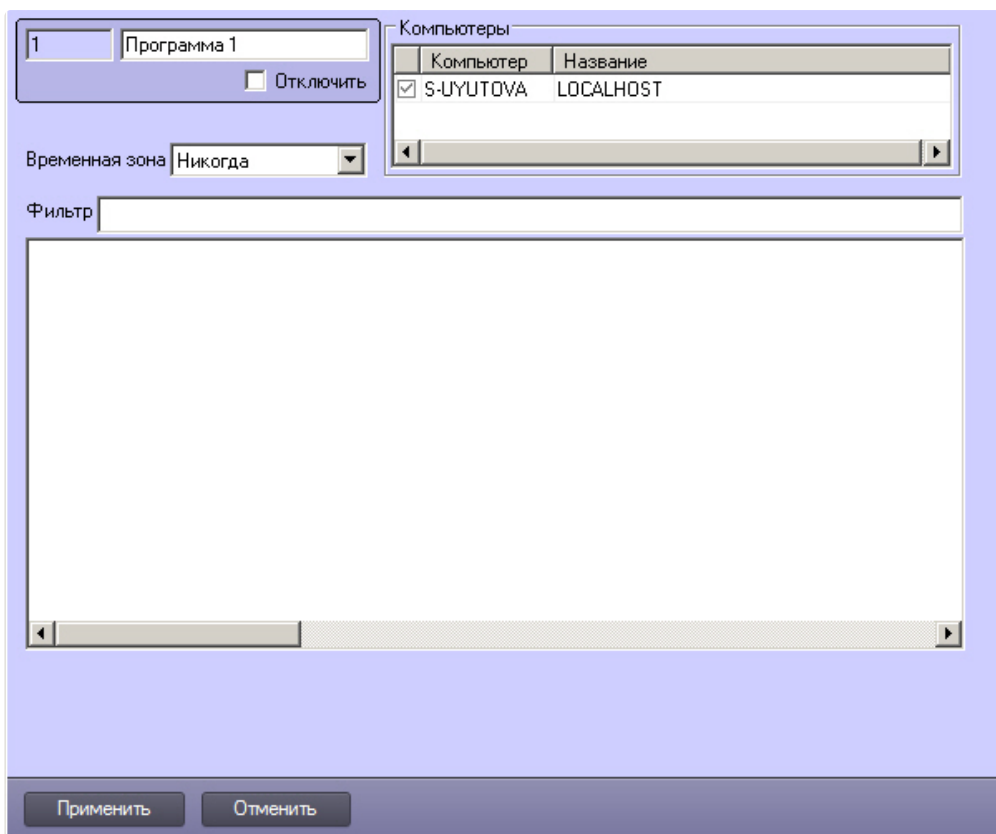 1 Программа 1
Отключить
Компьютеры
Компьютер Название
S-UYUTOVA LOCALHOST
Временная зона Никогда
Фильтр
Применить Отменить